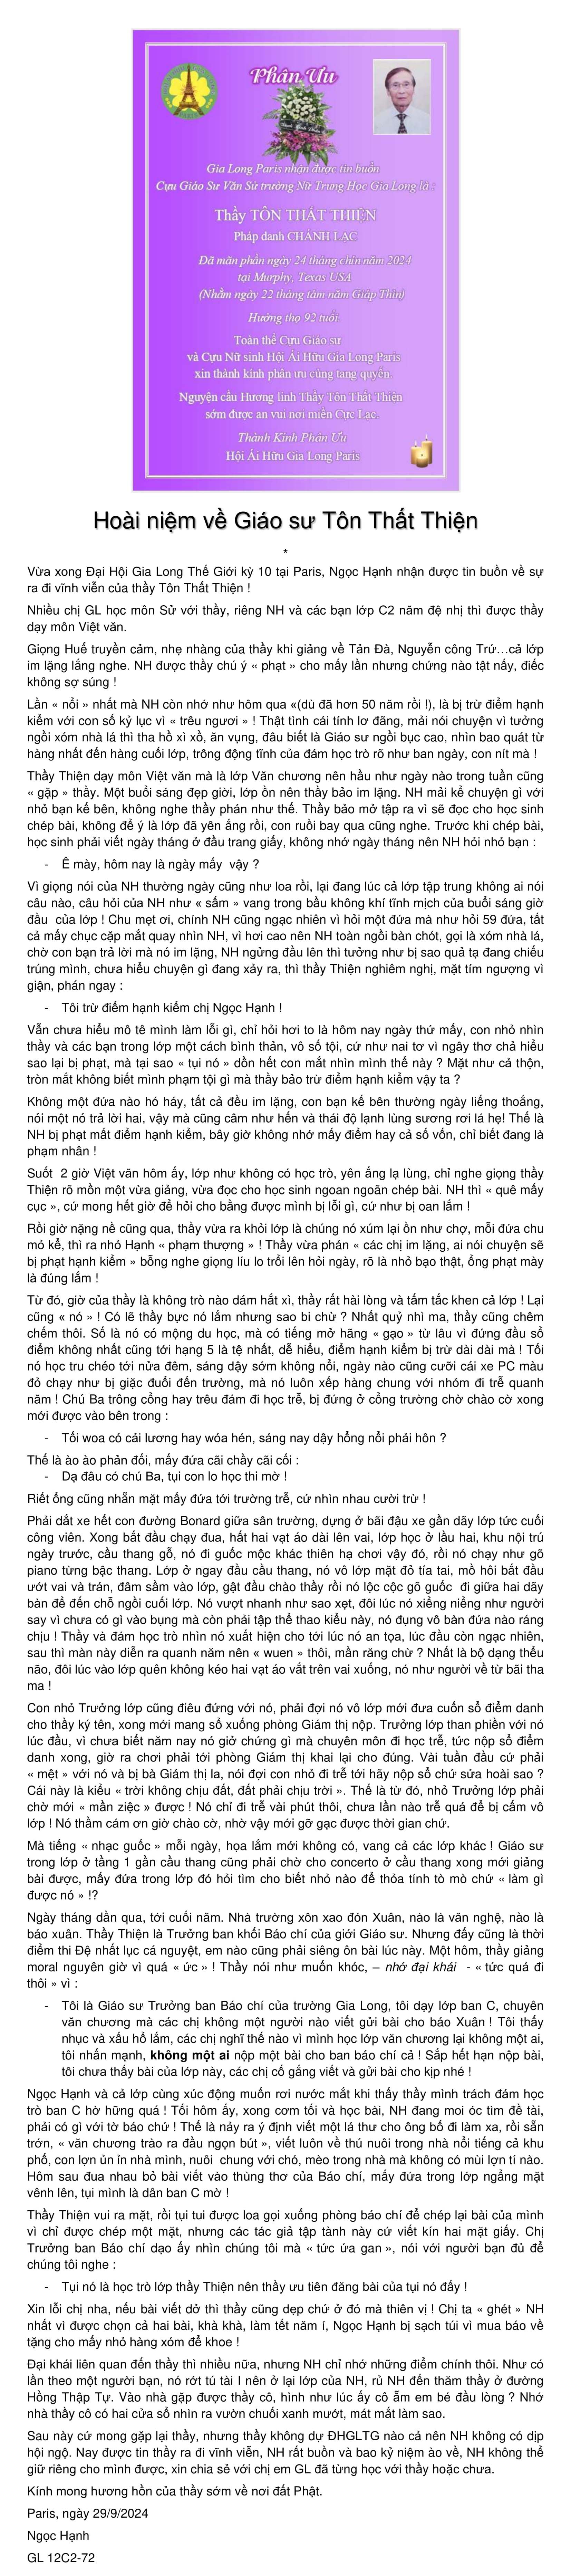 Phân Ưu
Gia Long Paris nhận được tin buồn
Cựu Giáo Sư Văn Sử trường Nữ Trung Học Gia Long là :
Thầy TÔN THẤT THIỆN
Pháp danh CHÁNH LẠC
Đã mãn phần ngày 24 tháng chín năm 2024
tại Murphy, Texas USA
(Nhằm ngày 22 tháng tám năm Giáp Thìn)
Hưởng thọ 92 tuổi.
Toàn thể Cựu Giáo sư
và Cựu Nữ sinh Hội Ái Hữu Gia Long Paris
xin thành kính phân ưu cùng tang quyến.
Nguyện cầu Hương linh Thầy Tôn Thất Thiện
sớm được an vui nơi miền Cực Lạc.
Thành Kính Phân Ưu
Hội Ái Hữu Gia Long Paris
Hoài niệm về Giáo sư Tôn Thất Thiện
*
Vừa xong Đại Hội Gia Long Thế Giới kỳ 10 tại Paris, Ngọc Hạnh nhận được tin buồn về sự
ra đi vĩnh viễn của thầy Tôn Thất Thiện !
Nhiều chị GL học môn Sử với thầy, riêng NH và các bạn lớp C2 năm đệ nhị thì được thầy
dạy môn Việt văn.
Giọng Huế truyền cảm, nhẹ nhàng của thầy khi giảng về Tản Đà, Nguyễn công Trứ…cả lớp
im lặng lắng nghe. NH được thầy chú ý « phạt » cho mấy lần nhưng chứng nào tật nấy, điếc
không sợ súng !
Lần « nổi » nhất mà NH còn nhớ như hôm qua «(dù đã hơn 50 năm rồi !), là bị trừ điểm hạnh
kiểm với con số kỷ lục vì « trêu ngươi » ! Thật tình cái tính lơ đãng, mải nói chuyện vì tưởng
ngồi xóm nhà lá thì tha hồ xì xồ, ăn vụng, đâu biết là Giáo sư ngồi bục cao, nhìn bao quát từ
hàng nhất đến hàng cuối lớp, trông động tĩnh của đám học trò rõ như ban ngày, con nít mà !
Thầy Thiện dạy môn Việt văn mà là lớp Văn chương nên hầu như ngày nào trong tuần cũng
« gặp » thầy. Một buổi sáng đẹp giời, lớp ồn nên thầy bảo im lặng. NH mải kể chuyện gì với
nhỏ bạn kế bên, không nghe thầy phán như thế. Thầy bảo mở tập ra vì sẽ đọc cho học sinh
chép bài, không để ý là lớp đã yên ắng rồi, con ruồi bay qua cũng nghe. Trước khi chép bài,
học sinh phải viết ngày tháng ở đầu trang giấy, không nhớ ngày tháng nên NH hỏi nhỏ bạn :
- Ê mày, hôm nay là ngày mấy vậy ?
Vì giọng nói của NH thường ngày cũng như loa rồi, lại đang lúc cả lớp tập trung không ai nói
câu nào, câu hỏi của NH như « sấm » vang trong bầu không khí tĩnh mịch của buổi sáng giờ
đầu của lớp ! Chu mẹt ơi, chính NH cũng ngạc nhiên vì hỏi một đứa mà như hỏi 59 đứa, tất
cả mấy chục cặp mắt quay nhìn NH, vì hơi cao nên NH toàn ngồi bàn chót, gọi là xóm nhà lá,
chờ con bạn trả lời mà nó im lặng, NH ngửng đầu lên thì tưởng như bị sao quả tạ đang chiếu
trúng mình, chưa hiểu chuyện gì đang xảy ra, thì thầy Thiện nghiêm nghị, mặt tím ngượng vì
giận, phán ngay :
- Tôi trừ điểm hạnh kiểm chị Ngọc Hạnh !
Vẫn chưa hiểu mô tê mình làm lỗi gì, chỉ hỏi hơi to là hôm nay ngày thứ mấy, con nhỏ nhìn
thầy và các bạn trong lớp một cách bình thản, vô số tội, cứ như nai tơ vì ngây thơ chả hiểu
sao lại bị phạt, mà tại sao « tụi nó » dồn hết con mắt nhìn mình thế này ? Mặt như cả thộn,
tròn mắt không biết mình phạm tội gì mà thầy bảo trừ điểm hạnh kiểm vậy ta ?
Không một đứa nào hó háy, tất cả đều im lặng, con bạn kế bên thường ngày liếng thoắng,
nói một nó trả lời hai, vậy mà cũng câm như hến và thái độ lạnh lùng sương rơi lá hẹ! Thế là
NH bị phạt mất điểm hạnh kiểm, bây giờ không nhớ mấy điểm hay cả số vốn, chỉ biết đang là
phạm nhân !
Suốt 2 giờ Việt văn hôm ấy, lớp như không có học trò, yên ắng lạ lùng, chỉ nghe giọng thầy
Thiện rõ mồn một vừa giảng, vừa đọc cho học sinh ngoan ngoãn chép bài. NH thì « quê mấy
cục », cứ mong hết giờ để hỏi cho bằng được mình bị lỗi gì, cứ như bị oan lắm !
Rồi giờ nặng nề cũng qua, thầy vừa ra khỏi lớp là chúng nó xúm lại ồn như chợ, mỗi đứa chu
mỏ kể, thì ra nhỏ Hạnh « phạm thượng » ! Thầy vừa phán « các chị im lặng, ai nói chuyện sẽ
bị phạt hạnh kiểm » bỗng nghe giọng líu lo trổi lên hỏi ngày, rõ là nhỏ bạo thật, ổng phạt mày
là đúng lắm !
Từ đó, giờ của thầy là không trò nào dám hắt xì, thầy rất hài lòng và tấm tắc khen cả lớp ! Lại
cũng « nó » ! Có lẽ thầy bực nó lắm nhưng sao bi chừ ? Nhất quỷ nhì ma, thầy cũng chêm
chếm thôi. Số là nó có mộng du học, mà có tiếng mở hãng « gạo » từ lâu vì đứng đầu sổ
điểm không nhất cũng tới hạng 5 là tệ nhất, dễ hiểu, điểm hạnh kiểm bị trừ dài dài mà ! Tối
nó học tru chéo tới nửa đêm, sáng dậy sớm không nổi, ngày nào cũng cưỡi cái xe PC màu
đỏ chạy như bị giặc đuổi đến trường, mà nó luôn xếp hàng chung với nhóm đi trễ quanh
năm ! Chú Ba trông cổng hay trêu đám đi học trễ, bị đứng ở cổng trường chờ chào cờ xong
mới được vào bên trong :
- Tối woa có cải lương hay wóa hén, sáng nay dậy hổng nổi phải hôn ?
Thế là ào ào phản đối, mấy đứa cãi chầy cãi cối :
- Dạ đâu có chú Ba, tụi con lo học thi mờ !
Riết ổng cũng nhẵn mặt mấy đứa tới trường trễ, cứ nhìn nhau cười trừ !
Phải dắt xe hết con đường Bonard giữa sân trường, dựng ở bãi đậu xe gần dãy lớp tức cuối
công viên. Xong bắt đầu chạy đua, hất hai vạt áo dài lên vai, lớp học ở lầu hai, khu nội trú
ngày trước, cầu thang gỗ, nó đi guốc mộc khác thiên hạ chơi vậy đó, rồi nó chạy như gõ
piano từng bậc thang. Lớp ở ngay đầu cầu thang, nó vô lớp mặt đỏ tía tai, mồ hôi bắt đầu
ướt vai và trán, đâm sầm vào lớp, gật đầu chào thầy rồi nó lộc cộc gõ guốc đi giữa hai dãy
bàn để đến chỗ ngồi cuối lớp. Nó vượt nhanh như sao xẹt, đôi lúc nó xiểng niểng như người
say vì chưa có gì vào bụng mà còn phải tập thể thao kiểu này, nó đụng vô bàn đứa nào ráng
chịu ! Thầy và đám học trò nhìn nó xuất hiện cho tới lúc nó an tọa, lúc đầu còn ngạc nhiên,
sau thì màn này diễn ra quanh năm nên « wuen » thôi, mằn răng chừ ? Nhất là bộ dạng thểu
não, đôi lúc vào lớp quên không kéo hai vạt áo vắt trên vai xuống, nó như người về từ bãi tha
ma !
Con nhỏ Trưởng lớp cũng điêu đứng với nó, phải đợi nó vô lớp mới đưa cuốn sổ điểm danh
cho thầy ký tên, xong mới mang sổ xuống phòng Giám thị nộp. Trưởng lớp than phiền với nó
lúc đầu, vì chưa biết năm nay nó giở chứng gì mà chuyên môn đi học trễ, tức nộp sổ điểm
danh xong, giờ ra chơi phải tới phòng Giám thị khai lại cho đúng. Vài tuần đầu cứ phải
« mệt » với nó và bị bà Giám thị la, nói đợi con nhỏ đi trễ tới hãy nộp sổ chứ sửa hoài sao ?
Cái này là kiểu « trời không chịu đất, đất phải chịu trời ». Thế là từ đó, nhỏ Trưởng lớp phải
chờ mới « mần ziệc » được ! Nó chỉ đi trễ vài phút thôi, chưa lần nào trễ quá để bị cấm vô
lớp ! Nó thầm cám ơn giờ chào cờ, nhờ vậy mới gỡ gạc được thời gian chứ.
Mà tiếng « nhạc guốc » mỗi ngày, họa lắm mới không có, vang cả các lớp khác ! Giáo sư
trong lớp ở tầng 1 gần cầu thang cũng phải chờ cho concerto ở cầu thang xong mới giảng
bài được, mấy đứa trong lớp đó hỏi tìm cho biết nhỏ nào để thỏa tính tò mò chứ « làm gì
được nó » !?
Ngày tháng dần qua, tới cuối năm. Nhà trường xôn xao đón Xuân, nào là văn nghệ, nào là
báo xuân. Thầy Thiện là Trưởng ban khối Báo chí của giới Giáo sư. Nhưng đấy cũng là thời
điểm thi Đệ nhất lục cá nguyệt, em nào cũng phải siêng ôn bài lúc này. Một hôm, thầy giảng
moral nguyên giờ vì quá « ức » ! Thầy nói như muốn khóc, – nhớ đại khái - « tức quá đi
thôi » vì :
- Tôi là Giáo sư Trưởng ban Báo chí của trường Gia Long, tôi dạy lớp ban C, chuyên
văn chương mà các chị không một người nào viết gửi bài cho báo Xuân ! Tôi thấy
nhục và xấu hổ lắm, các chị nghĩ thế nào vì mình học lớp văn chương lại không một ai,
tôi nhấn mạnh, không một ai nộp một bài cho ban báo chí cả ! Sắp hết hạn nộp bài,
tôi chưa thấy bài của lớp này, các chị cố gắng viết và gửi bài cho kịp nhé !
Ngọc Hạnh và cả lớp cùng xúc động muốn rơi nước mắt khi thấy thầy mình trách đám học
trò ban C hờ hững quá ! Tối hôm ấy, xong cơm tối và học bài, NH đang moi óc tìm đề tài,
phải có gì với tờ báo chứ ! Thế là nảy ra ý định viết một lá thư cho ông bố đi làm xa, rồi sẵn
trớn, « văn chương trào ra đầu ngọn bút », viết luôn về thú nuôi trong nhà nổi tiếng cả khu
phố, con lợn ủn ỉn nhà mình, nuôi chung với chó, mèo trong nhà mà không có mùi lợn tí nào.
Hôm sau đua nhau bỏ bài viết vào thùng thơ của Báo chí, mấy đứa trong lớp ngẩng mặt
vênh lên, tụi mình là dân ban C mờ !
Thầy Thiện vui ra mặt, rồi tụi tui được loa gọi xuống phòng báo chí để chép lại bài của mình
vì chỉ được chép một mặt, nhưng các tác giả tập tành này cứ viết kín hai mặt giấy. Chị
Trưởng ban Báo chí dạo ấy nhìn chúng tôi mà « tức ứa gan », nói với người bạn đủ để
chúng tôi nghe :
- Tụi nó là học trò lớp thầy Thiện nên thầy ưu tiên đăng bài của tụi nó đấy !
Xin lỗi chị nha, nếu bài viết dở thì thầy cũng dẹp chứ ở đó mà thiên vị ! Chị ta « ghét » NH
nhất vì được chọn cả hai bài, khà khà, làm tết năm í, Ngọc Hạnh bị sạch túi vì mua báo về
tặng cho mấy nhỏ hàng xóm để khoe !
Đại khái liên quan đến thầy thì nhiều nữa, nhưng NH chỉ nhớ những điểm chính thôi. Như có
lần theo một người bạn, nó rớt tú tài I nên ở lại lớp của NH, rủ NH đến thăm thầy ở đường
Hồng Thập Tự. Vào nhà gặp được thầy cô, hình như lúc ấy cô ẵm em bé đầu lòng ? Nhớ
nhà thầy cô có hai cửa sổ nhìn ra vườn chuối xanh mướt, mát mắt làm sao.
Sau này cứ mong gặp lại thầy, nhưng thầy không dự ĐHGLTG nào cả nên NH không có dịp
hội ngộ. Nay được tin thầy ra đi vĩnh viễn, NH rất buồn và bao kỷ niệm ào về, NH không thể
giữ riêng cho mình được, xin chia sẻ với chị em GL đã từng học với thầy hoặc chưa.
Kính mong hương hồn của thầy sớm về nơi đất Phật.
Paris, ngày 29/9/2024
Ngọc Hạnh
GL 12C2-72